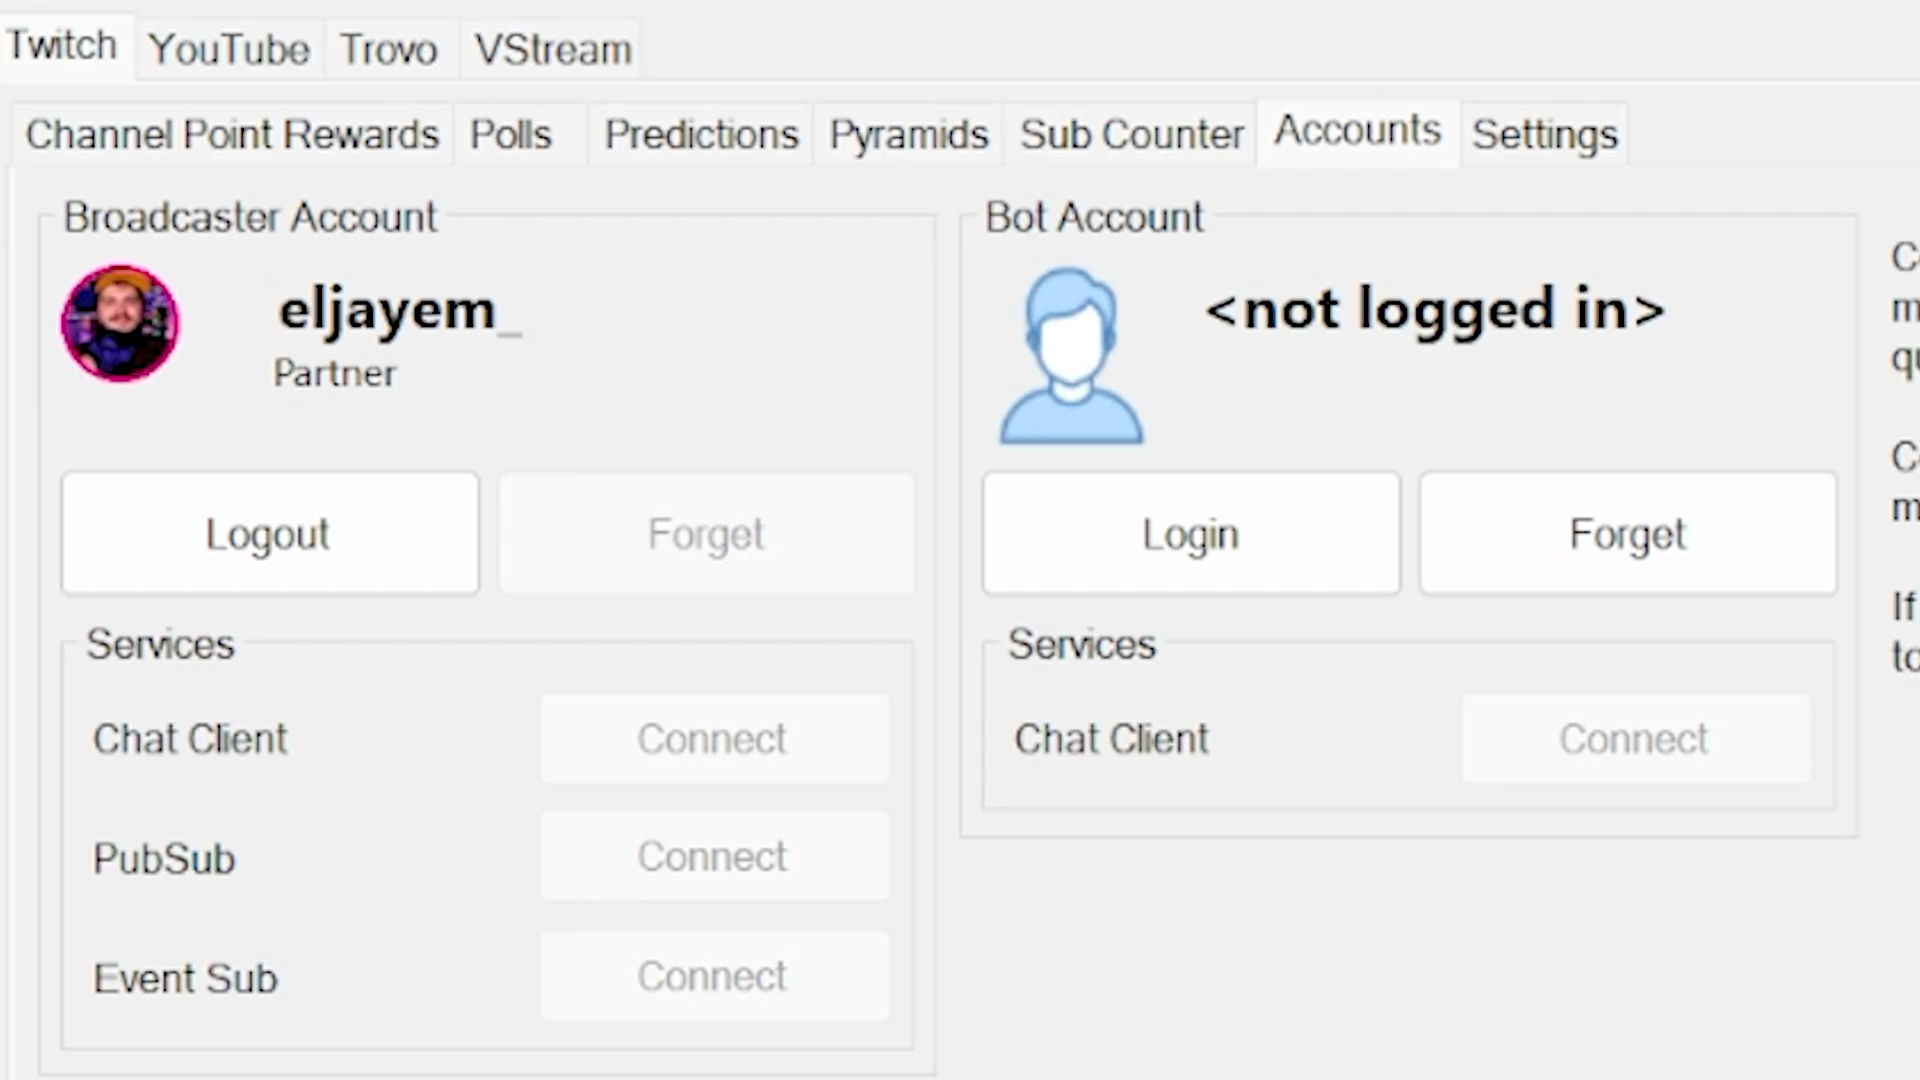 Twitch YouTube Trovo VStream
Channel Point Rewards Polls Predictions Pyramids Sub Counter Accounts Settings
Broadcaster Account
eljayem_
Partner
Logout Forget
Services
Chat Client Connect
PubSub Connect
Event Sub Connect
Bot Account
<not logged in>
Login Forget
Services
Chat Client Connect
If